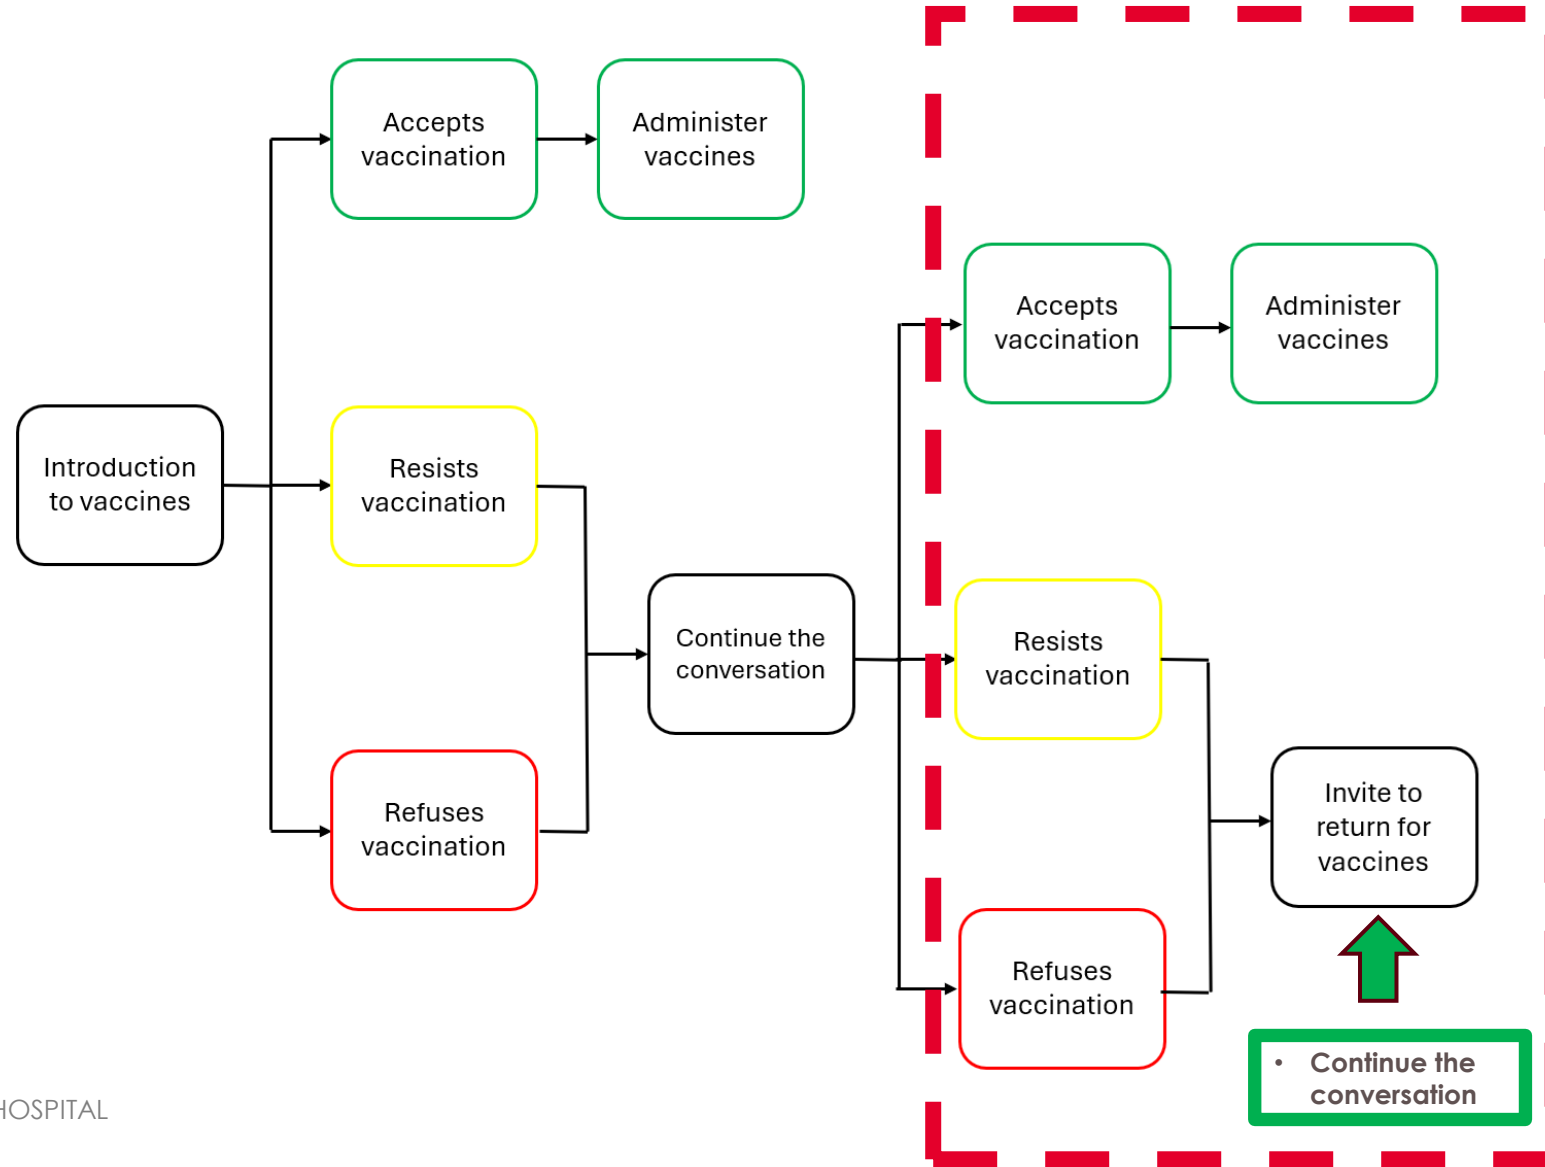 Accepts
vaccination
Administer
vaccines
Introduction
to vaccines
Resists
vaccination
Refuses
vaccination
Continue the
conversation
Accepts
vaccination
Administer
vaccines
Resists
vaccination
Refuses
vaccination
Invite to
return for
vaccines
• Continue the
conversation
HOSPITAL